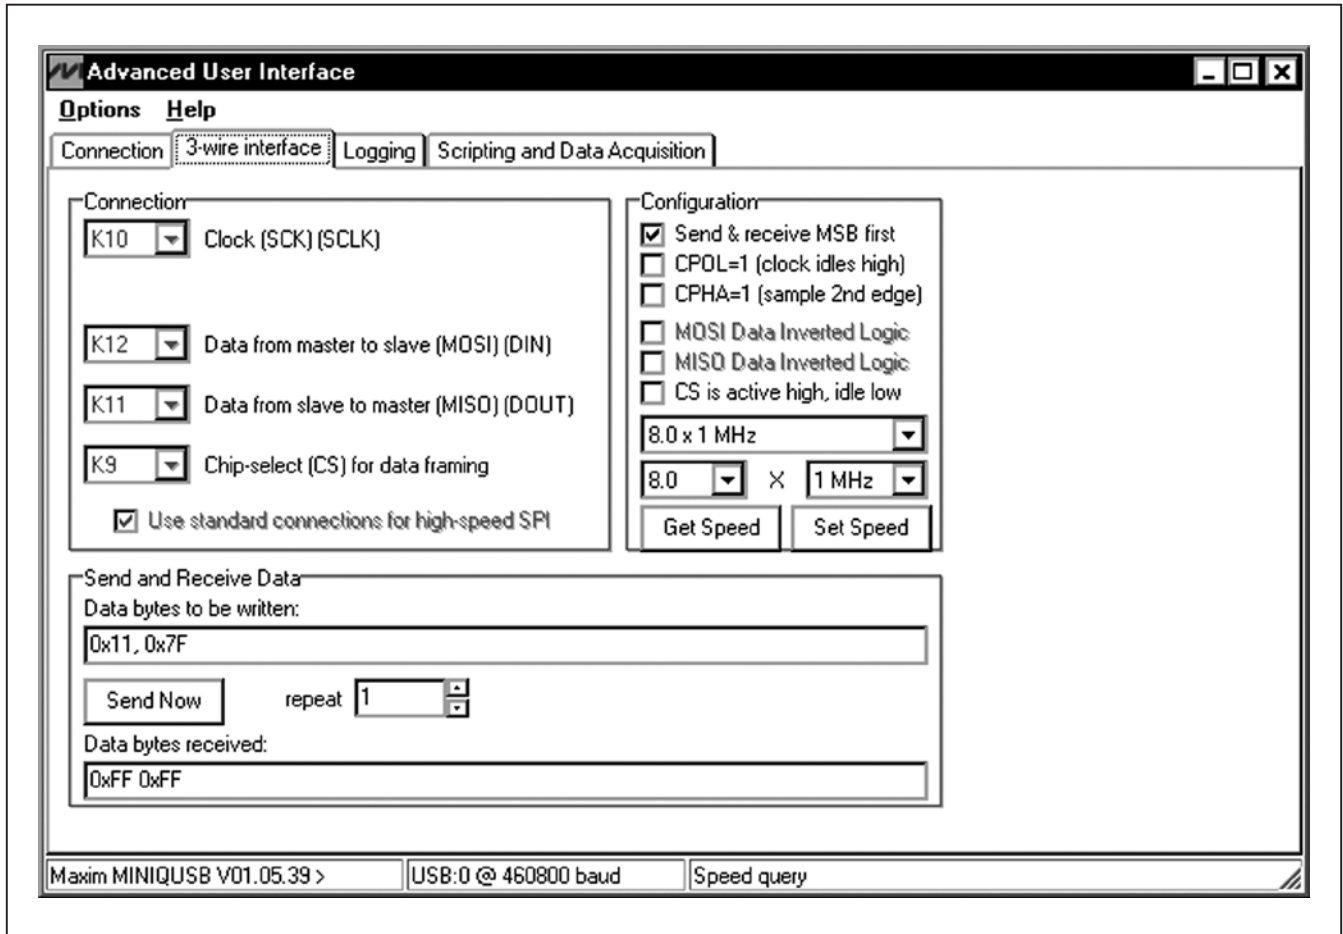 Advanced User Interface
Options Help
Connection 3-wire interface Logging Scripting and Data Acquisition
Connection
K10 Clock (SCK) (SCLK)
K12 Data from master to slave (MOSI) (DIN)
K11 Data from slave to master (MISO) (DOUT)
K9 Chip-select (CS) for data framing
Use standard connections for high-speed SPI
Configuration
Send & receive MSB first
CPOL=1 (clock idles high)
CPHA=1 (sample 2nd edge)
MOSI Data Inverted Logic
MISO Data Inverted Logic
CS is active high, idle low
8.0 x 1 MHz
8.0 X 1 MHz
Get Speed Set Speed
Send and Receive Data
Data bytes to be written:
0x11, 0x7F
Send Now repeat 1
Data bytes received:
0xFF 0xFF
Maxim MINIQUSB V01.05.39 > USB:0 @ 460800 baud Speed query